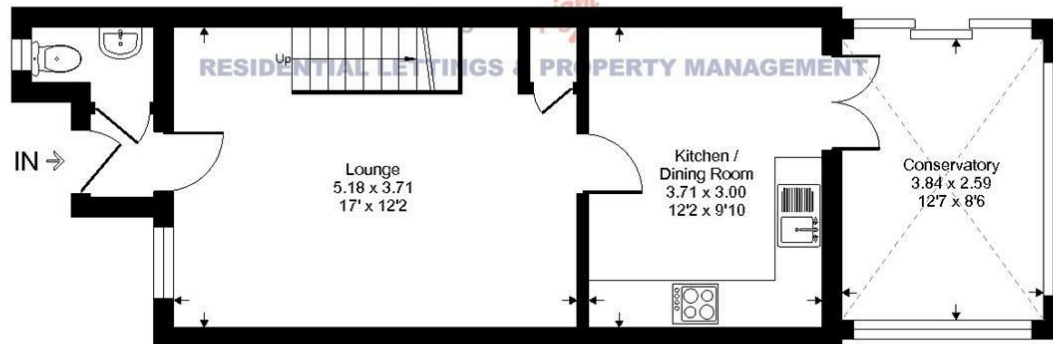 RESIDENTIAL LETTINGS & PROPERTY MANAGEMENT
Up
IN
Lounge
5.18 x 3.71
17' x 12'2
Kitchen /
Dining Room
3.71 x 3.00
12'2 x 9'10
Conservatory
3.84 x 2.59
12'7 x 8'6